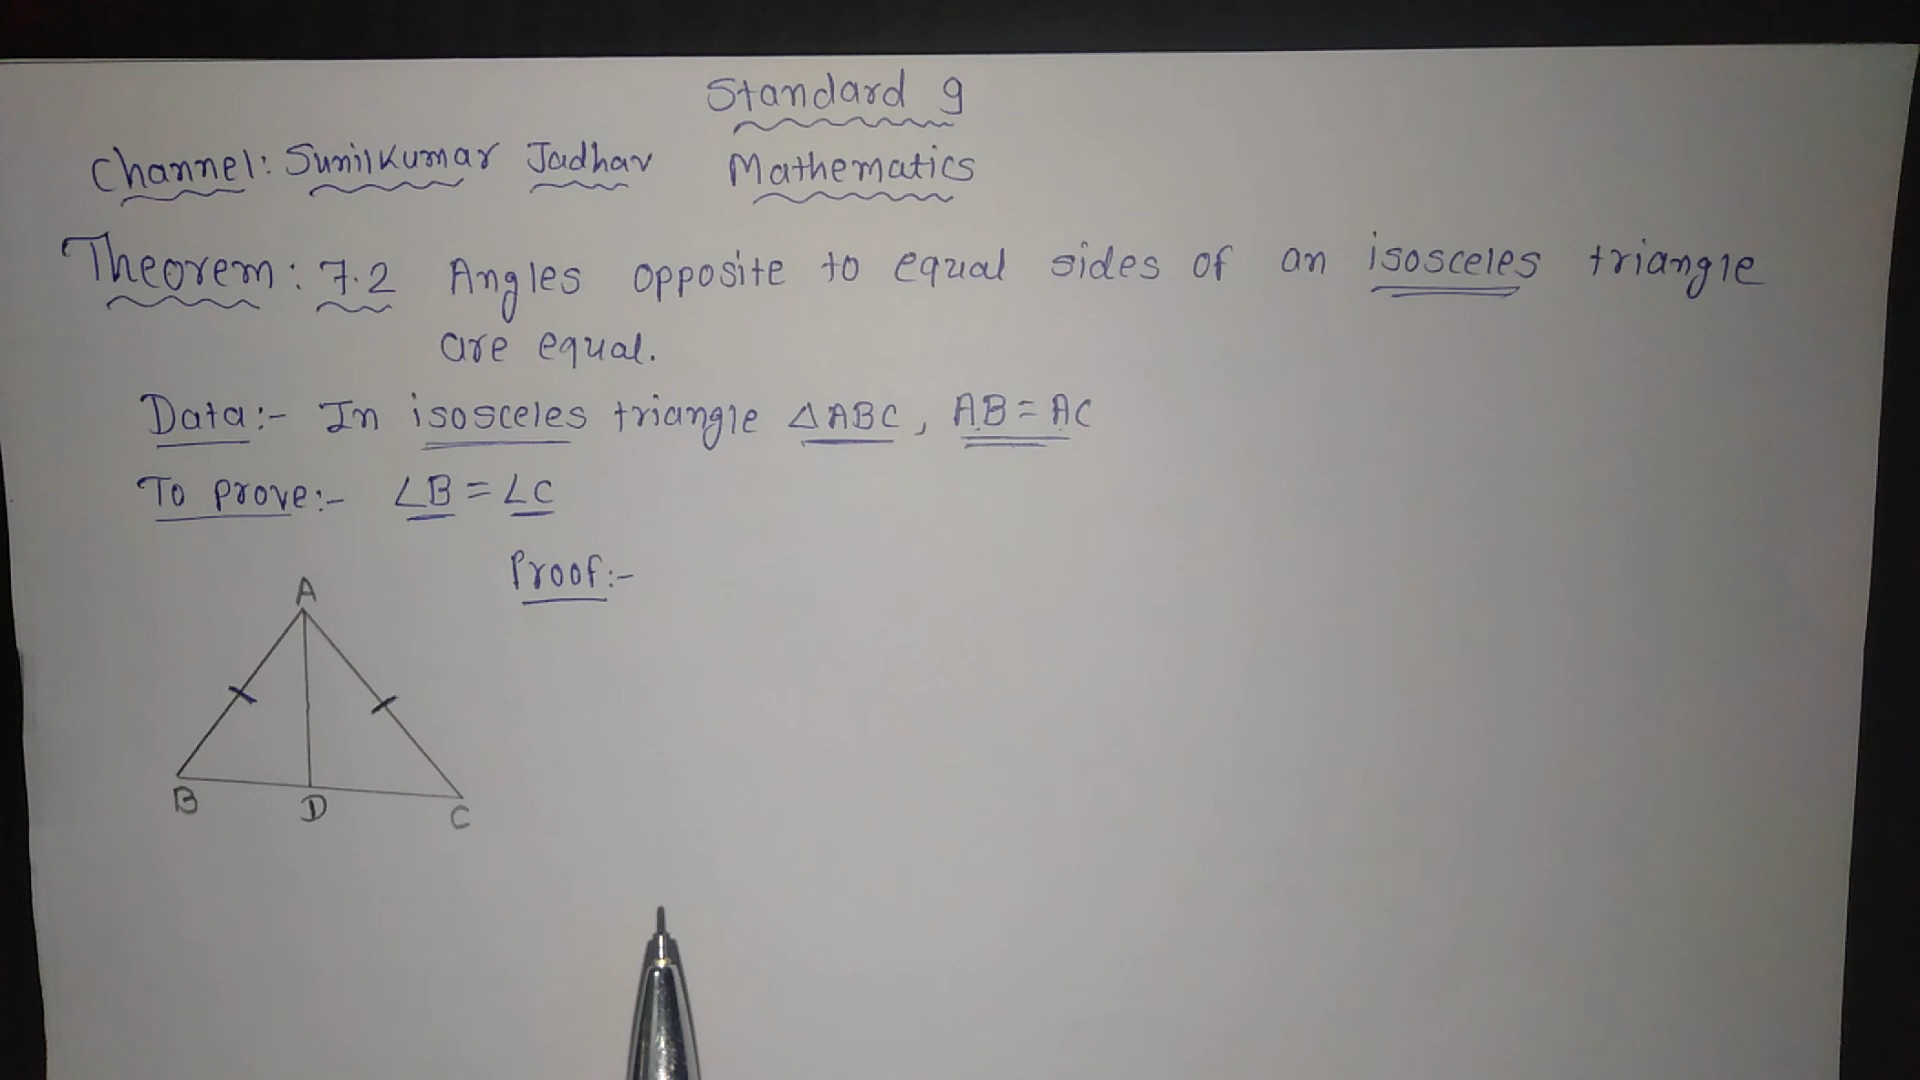 Standard 9
Channel: Sunilkumar Jadhav Mathematics
Theorem: 7.2 Angles opposite to equal sides of an isosceles triangle
are equal.
Data:- In isosceles triangle △ABC, AB = AC
To prove:- ∠B = ∠C
Proof:-
A
B D C